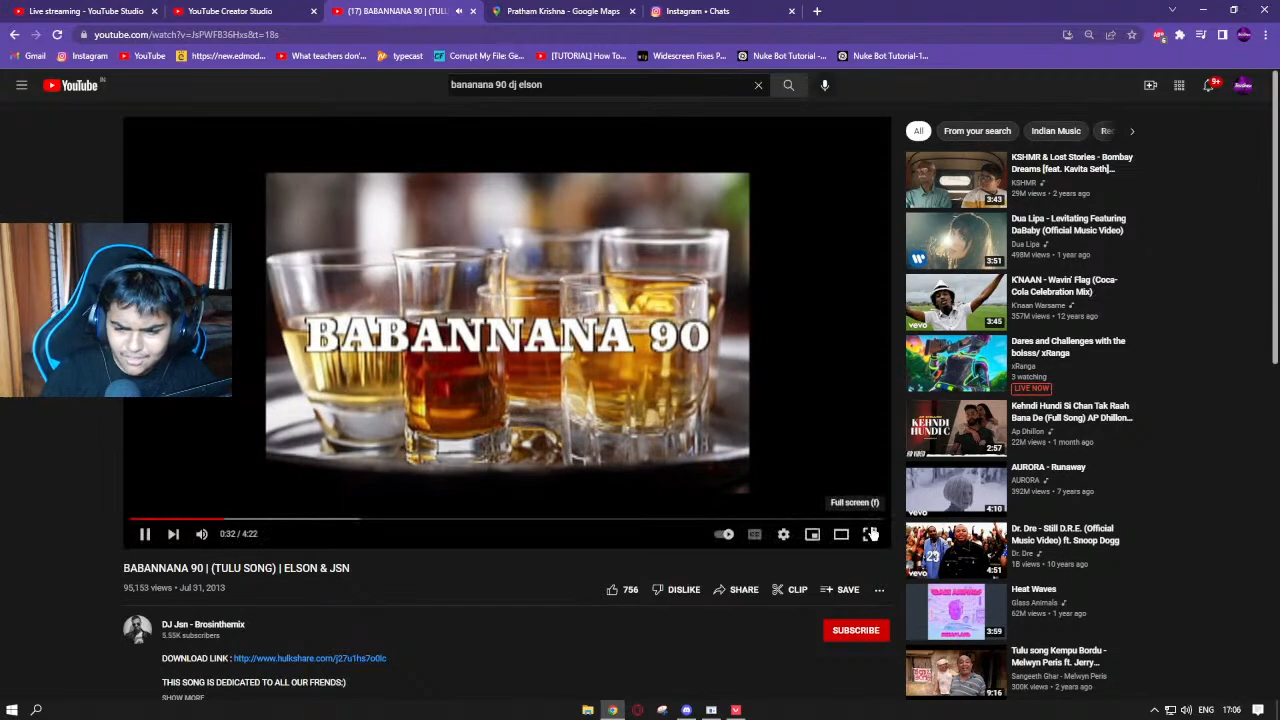 Live streaming - YouTube Studio
YouTube Creator Studio
(17) BABANNANA 90 | (TUL
Pratham Krishna - Google Maps
Instagram • Chats
youtube.com/watch?v=JsPWFB36Hxs&t=18s
Gmail
Instagram
YouTube
https://new.edmod...
What teachers don'...
typecast
Corrupt My File: Ge...
[TUTORIAL] How To...
Widescreen Fixes P...
Nuke Bot Tutorial -...
Nuke Bot Tutorial-1...
YouTube IN
bananana 90 dj elson
9+
All
From your search
Indian Music
BABANNANA 90
Full screen (f)
0:32 / 4:22
BABANNANA 90 | (TULU SONG) | ELSON & JSN
95,153 views • Jul 31, 2013
756
DISLIKE
SHARE
CLIP
SAVE
DJ Jsn - Brosinthemix
5.55K subscribers
SUBSCRIBE
DOWNLOAD LINK : http://www.hulkshare.com/j27u1hs7o0lc
THIS SONG IS DEDICATED TO ALL OUR FRENDS:)
SHOW MORE
KSHMR & Lost Stories - Bombay
Dreams [feat. Kavita Seth]...
KSHMR
29M views • 2 years ago
3:43
Dua Lipa - Levitating Featuring
DaBaby (Official Music Video)
Dua Lipa
498M views • 1 year ago
3:51
K'NAAN - Wavin' Flag (Coca-
Cola Celebration Mix)
K'naan Warsame
357M views • 12 years ago
vevo
3:45
Dares and Challenges with the
boisss/ xRanga
xRanga
3 watching
LIVE NOW
Kehndi Hundi Si Chan Tak Raah
Bana De (Full Song) AP Dhillon...
Ap Dhillon
22M views • 1 month ago
KEHNDI
HUNDI C
2:57
AURORA - Runaway
AURORA
392M views • 7 years ago
vevo
4:10
Dr. Dre - Still D.R.E. (Official
Music Video) ft. Snoop Dogg
Dr. Dre
1B views • 10 years ago
vevo
4:51
Heat Waves
Glass Animals
62M views • 1 year ago
3:59
Tulu song Kempu Bordu -
Melwyn Peris ft. Jerry...
Sangeeth Ghar - Melwyn Peris
300K views • 2 years ago
9:16
ENG
17:06